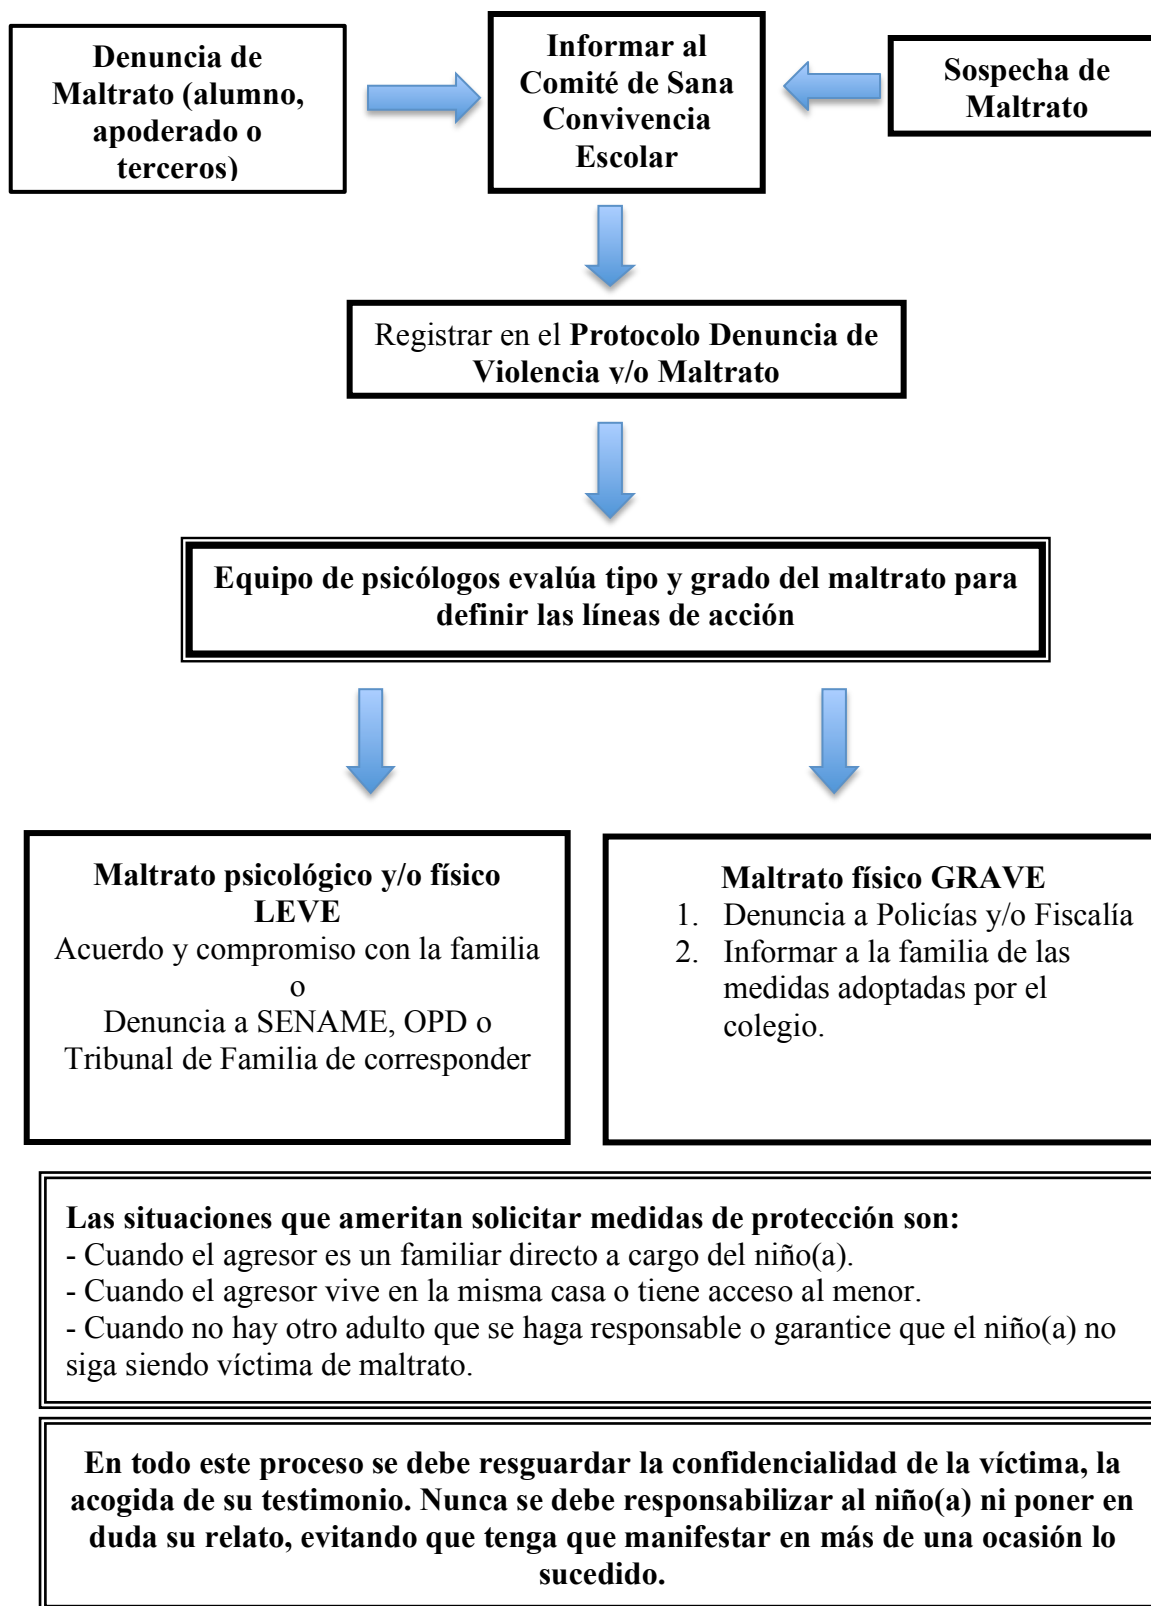 Denuncia de
Maltrato (alumno,
apoderado o
terceros)
Informar al
Comité de Sana
Convivencia
Escolar
Sospecha de
Maltrato
Registrar en el Protocolo Denuncia de
Violencia y/o Maltrato
Equipo de psicólogos evalúa tipo y grado del maltrato para
definir las líneas de acción
Maltrato psicológico y/o físico
LEVE
Acuerdo y compromiso con la familia
o
Denuncia a SENAME, OPD o
Tribunal de Familia de corresponder
Maltrato físico GRAVE
1. Denuncia a Policías y/o Fiscalía
2. Informar a la familia de las
medidas adoptadas por el
colegio.
Las situaciones que ameritan solicitar medidas de protección son:
- Cuando el agresor es un familiar directo a cargo del niño(a).
- Cuando el agresor vive en la misma casa o tiene acceso al menor.
- Cuando no hay otro adulto que se haga responsable o garantice que el niño(a) no
siga siendo víctima de maltrato.
En todo este proceso se debe resguardar la confidencialidad de la víctima, la
acogida de su testimonio. Nunca se debe responsabilizar al niño(a) ni poner en
duda su relato, evitando que tenga que manifestar en más de una ocasión lo
sucedido.